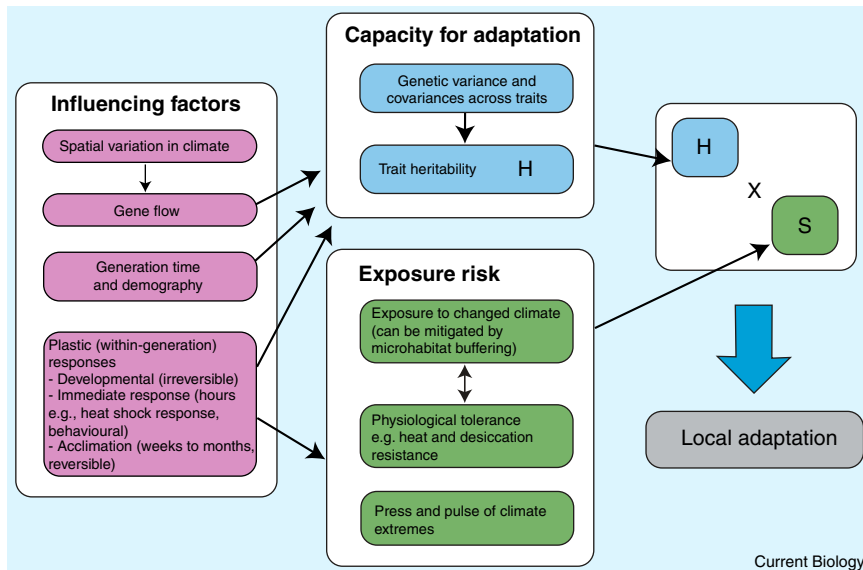 Influencing factors
Spatial variation in climate
Gene flow
Generation time
and demography
Plastic (within-generation)
responses
- Developmental (irreversible)
- Immediate response (hours
e.g., heat shock response,
behavioural)
- Acclimation (weeks to months,
reversible)
Capacity for adaptation
Genetic variance and
covariances across traits
Trait heritability H
Exposure risk
Exposure to changed climate
(can be mitigated by
microhabitat buffering)
Physiological tolerance
e.g. heat and desiccation
resistance
Press and pulse of climate
extremes
H
X
S
Local adaptation
Current Biology